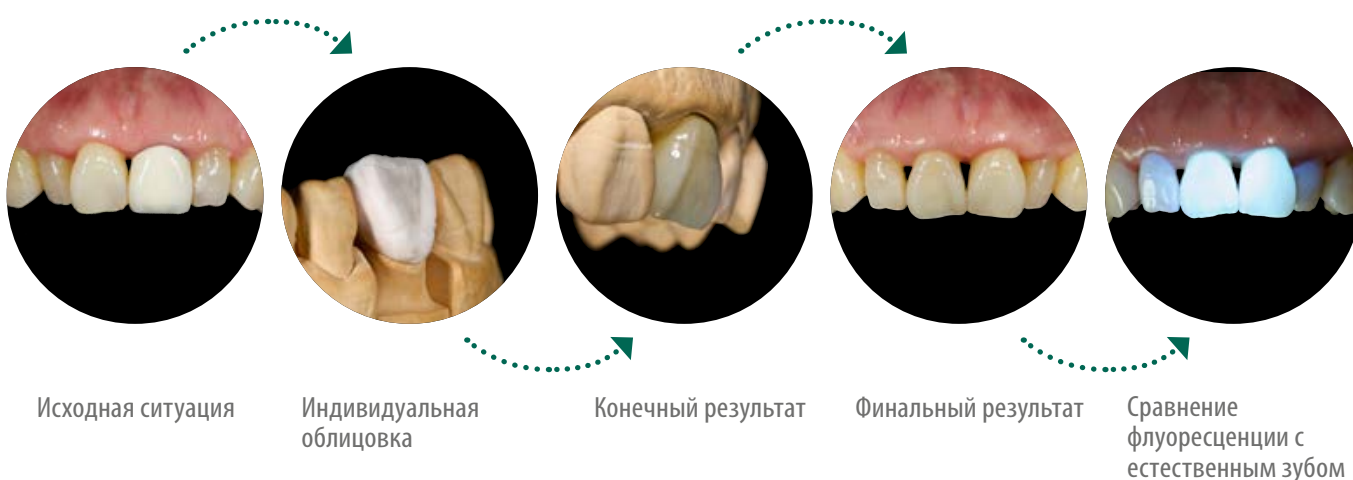 Исходная ситуация
Индивидуальная
облицовка
Конечный результат
Финальный результат
Сравнение
флуоресценции с
естественным зубом